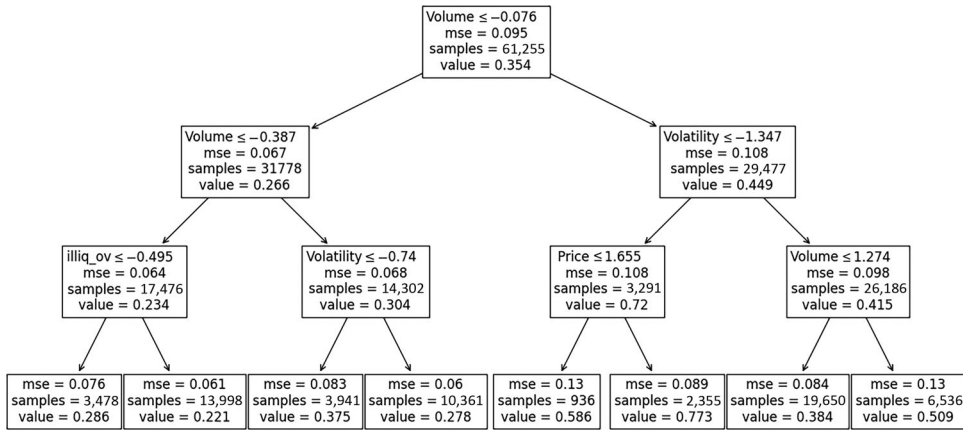 Volume ≤ −0.076
mse = 0.095
samples = 61,255
value = 0.354
Volume ≤ −0.387
mse = 0.067
samples = 31778
value = 0.266
Volatility ≤ −1.347
mse = 0.108
samples = 29,477
value = 0.449
illiq_ov ≤ −0.495
mse = 0.064
samples = 17,476
value = 0.234
Volatility ≤ −0.74
mse = 0.068
samples = 14,302
value = 0.304
Price ≤ 1.655
mse = 0.108
samples = 3,291
value = 0.72
Volume ≤ 1.274
mse = 0.098
samples = 26,186
value = 0.415
mse = 0.076
samples = 3,478
value = 0.286
mse = 0.061
samples = 13,998
value = 0.221
mse = 0.083
samples = 3,941
value = 0.375
mse = 0.06
samples = 10,361
value = 0.278
mse = 0.13
samples = 936
value = 0.586
mse = 0.089
samples = 2,355
value = 0.773
mse = 0.084
samples = 19,650
value = 0.384
mse = 0.13
samples = 6,536
value = 0.509